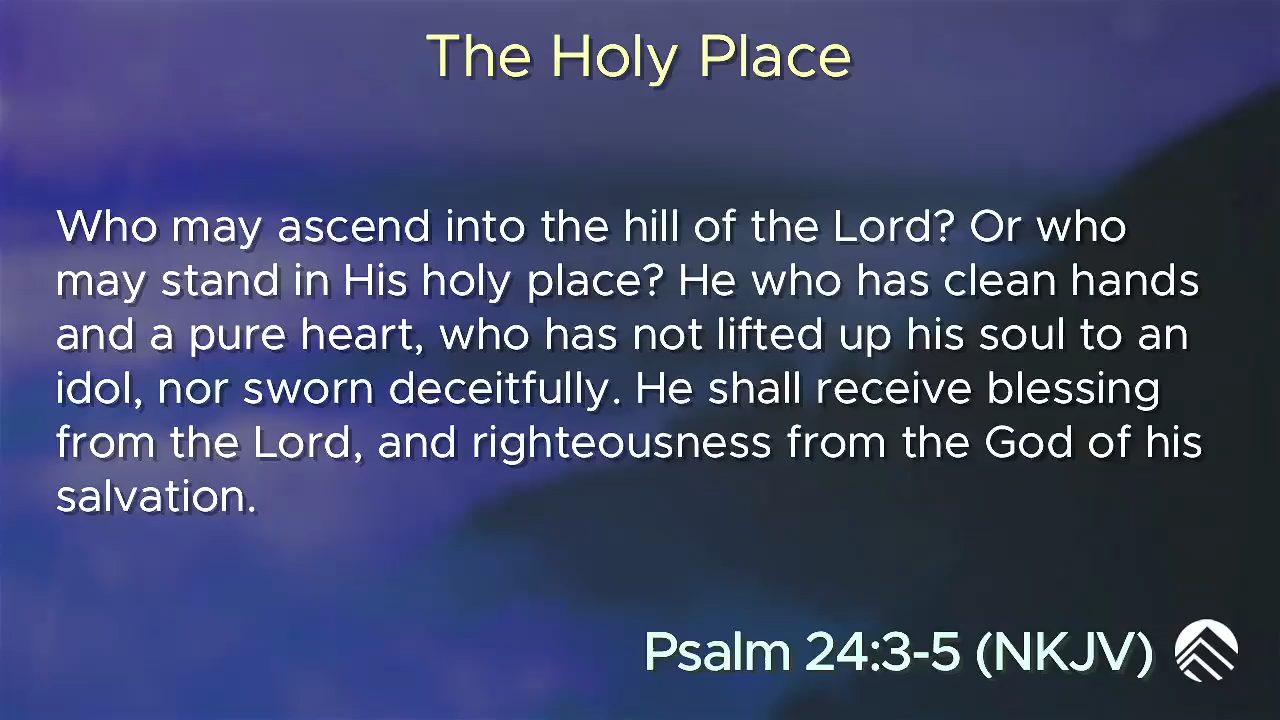 The Holy Place
Who may ascend into the hill of the Lord? Or who
may stand in His holy place? He who has clean hands
and a pure heart, who has not lifted up his soul to an
idol, nor sworn deceitfully. He shall receive blessing
from the Lord, and righteousness from the God of his
salvation.
Psalm 24:3-5 (NKJV)